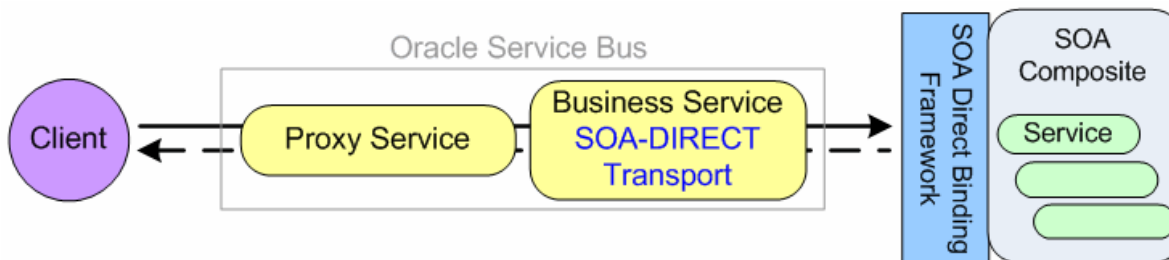 Oracle Service Bus
Client
Proxy Service
Business Service
SOA-DIRECT
Transport
SOA Direct Binding
Framework
SOA
Composite
Service